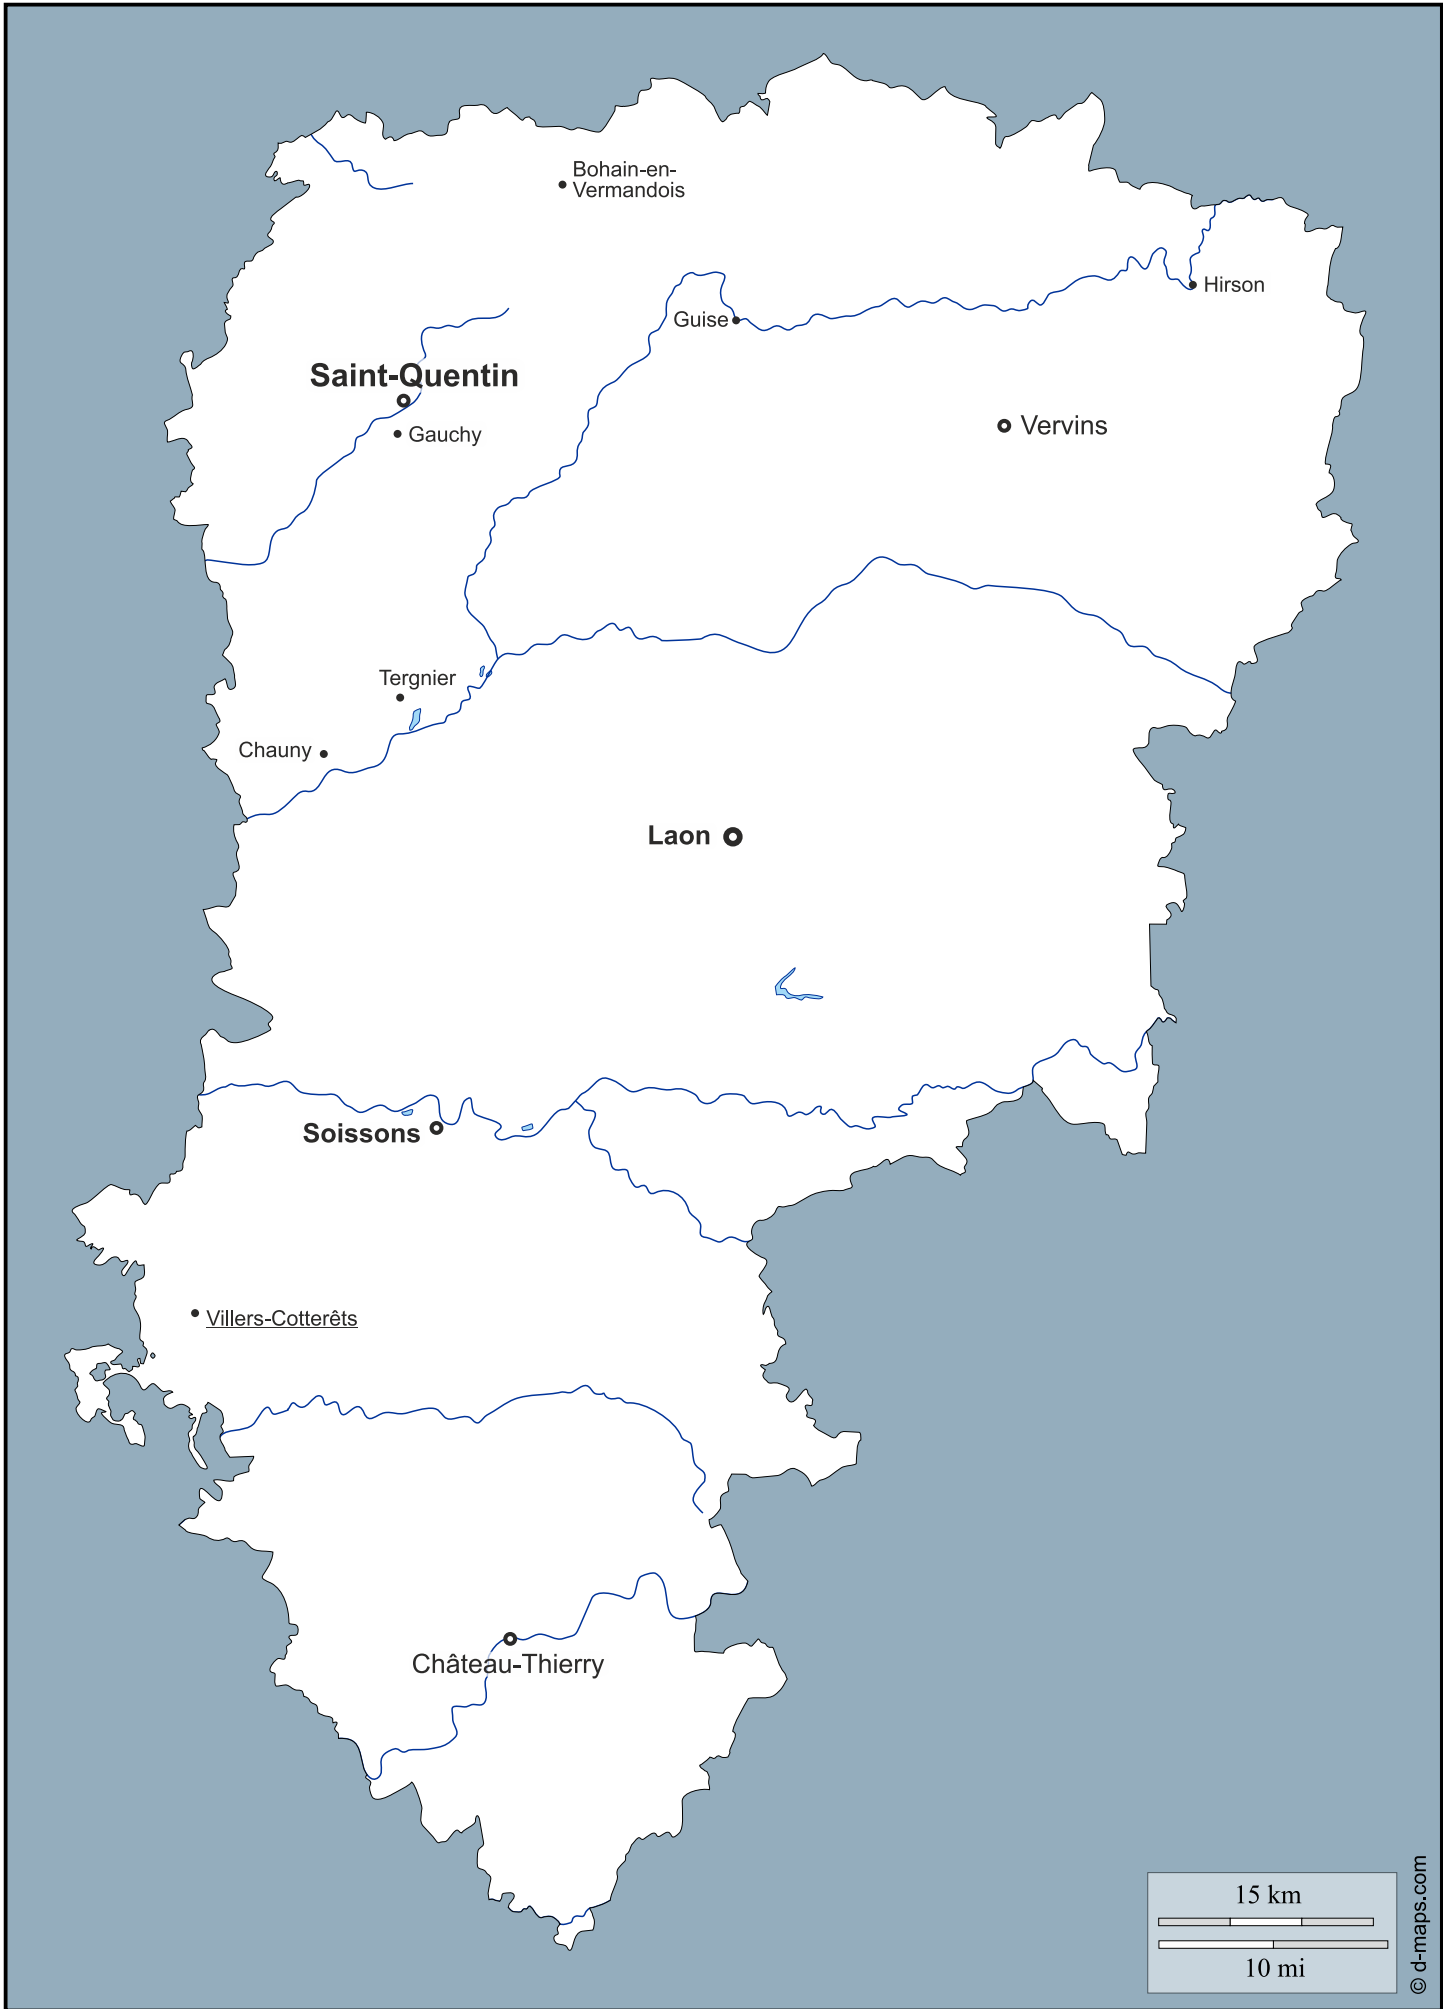 Bohain-en-
Vermandois
Hirson
Guise
Saint-Quentin
Gauchy
Vervins
Tergnier
Chauny
Laon
Soissons
Villers-Cotterêts
Château-Thierry
15 km
10 mi
© d-maps.com